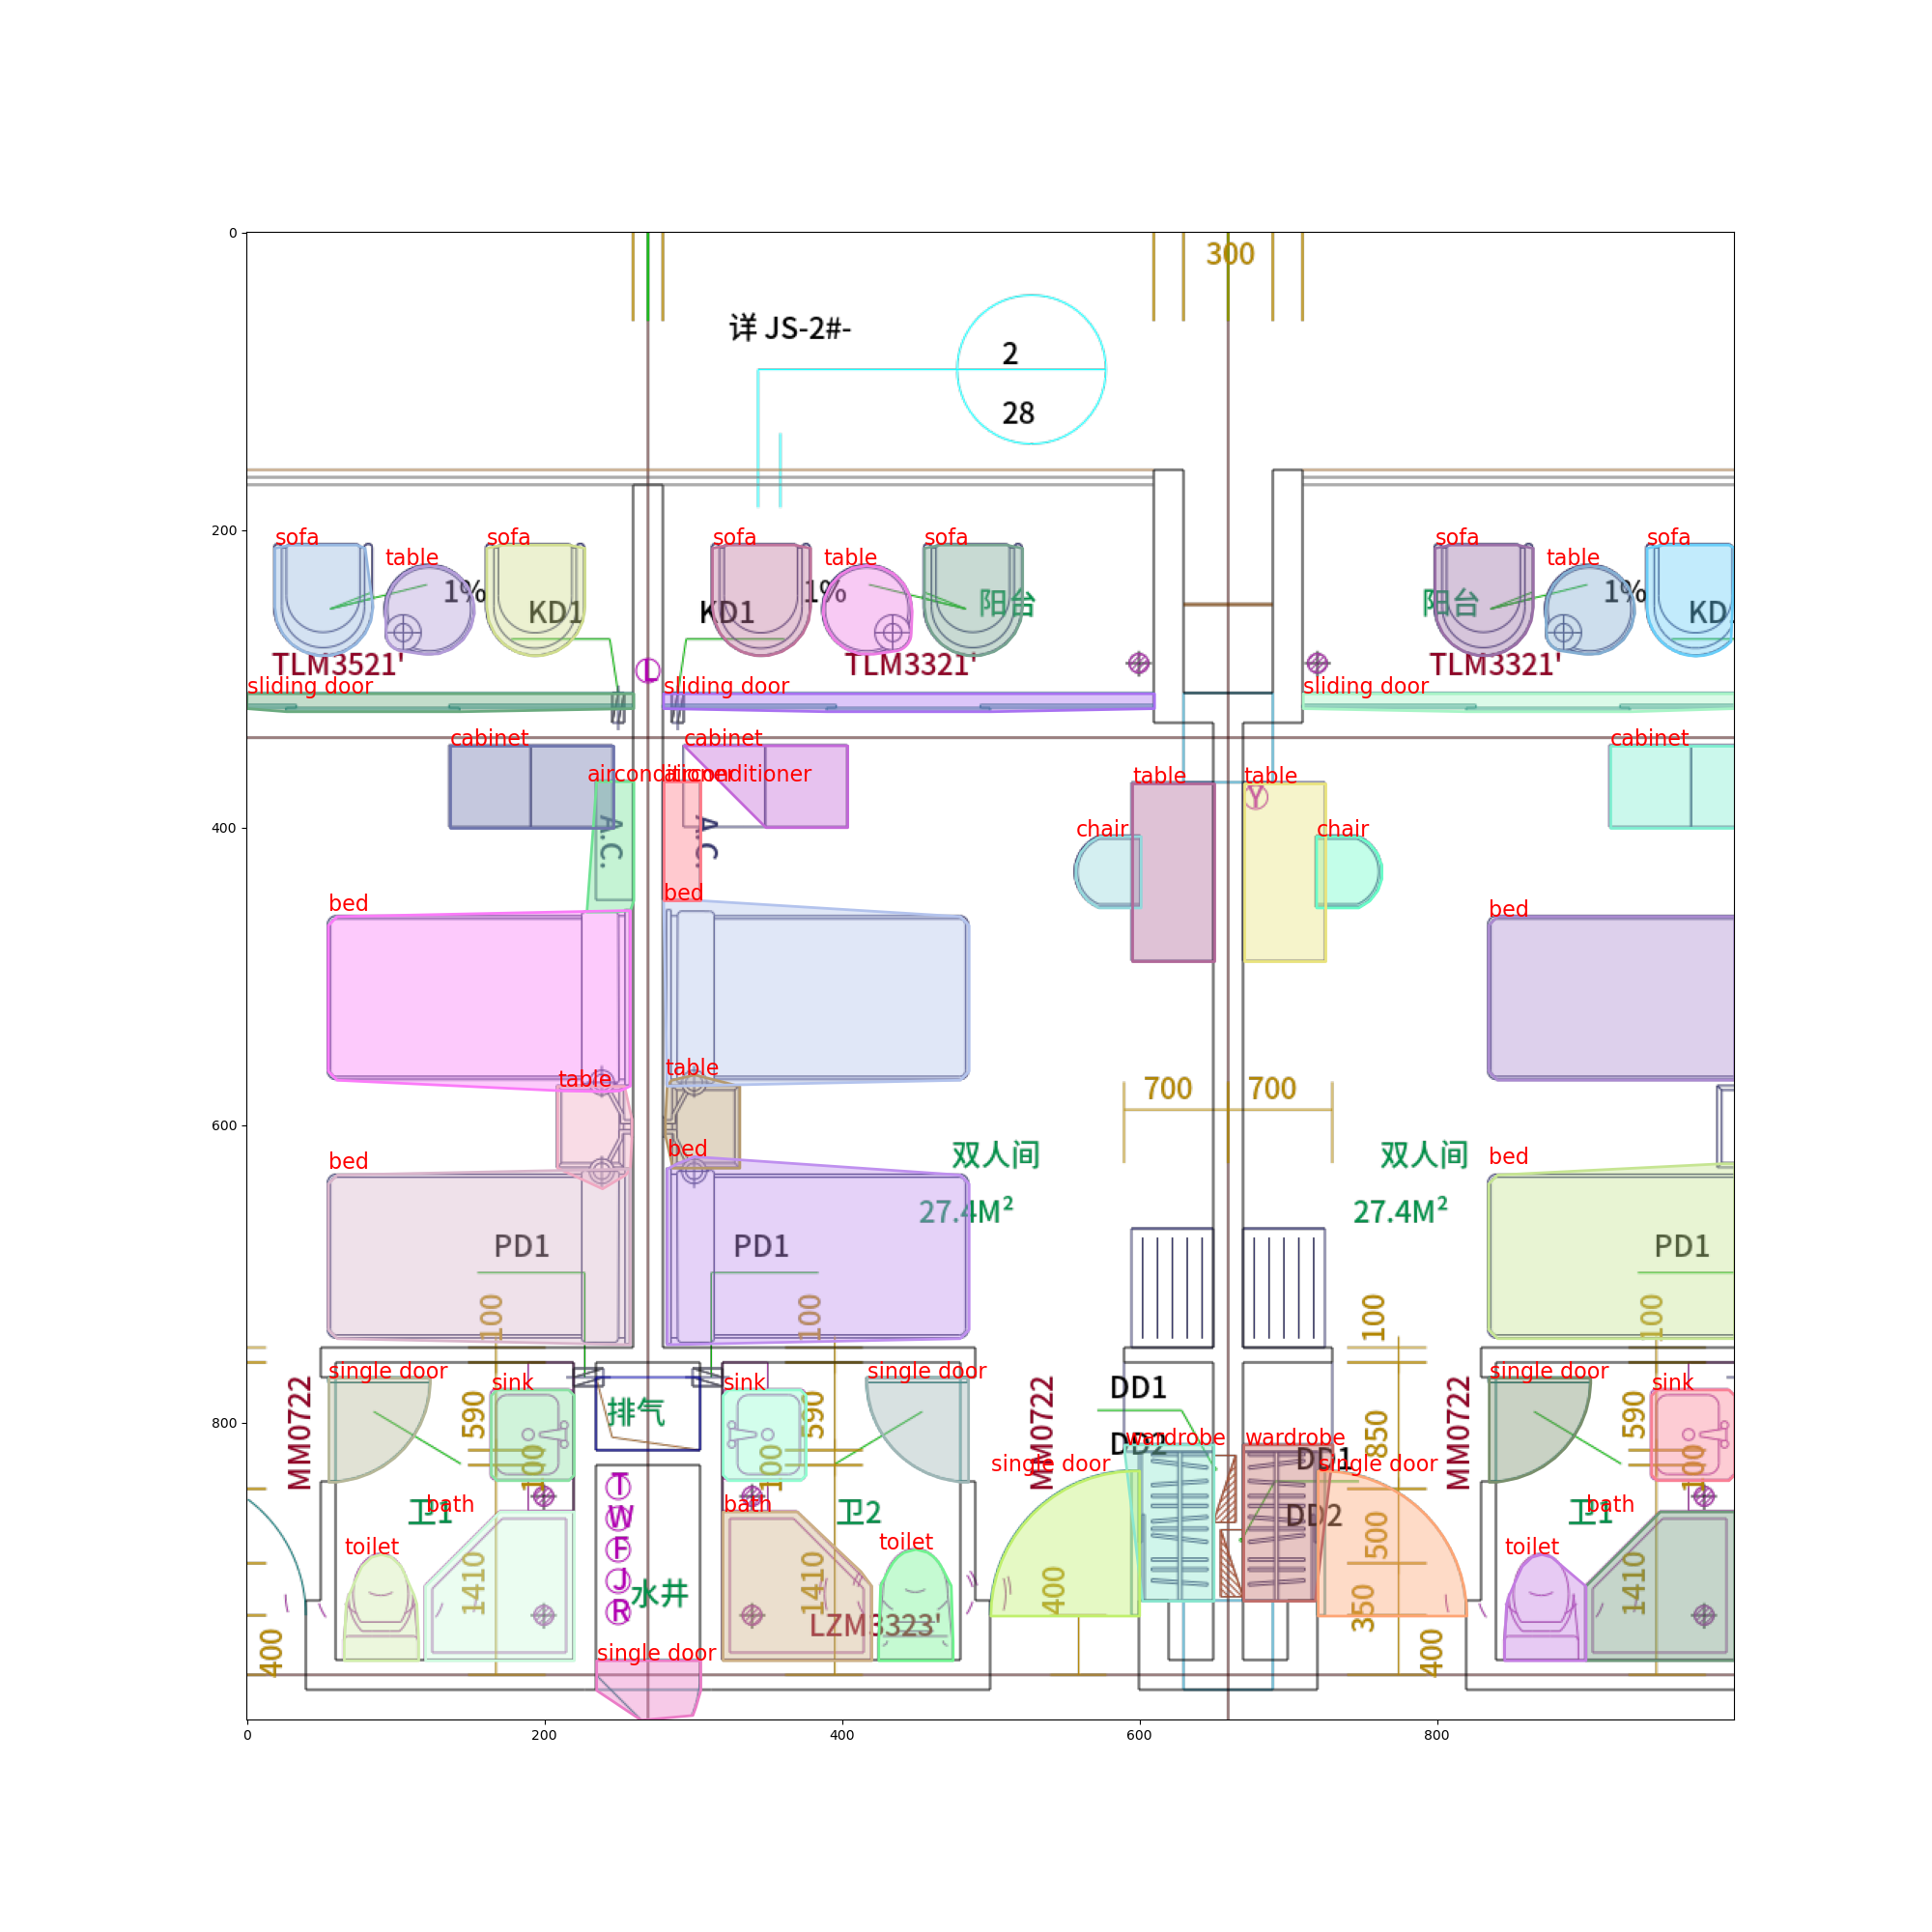 0
300
详 JS-2#-
2
28
200
sofa
sofa
sofa
sofa
sofa
sofa
table
table
table
1%
1%
1%
KD1
KD1
阳台
阳台
KD
TLM3521'
TLM3321'
TLM3321'
L
sliding door
sliding door
sliding door
cabinet
cabinet
cabinet
airconditioner
airconditioner
table
table
Y
400
A.C.
A.C.
chair
chair
bed
bed
bed
table
table
700
700
600
bed
bed
bed
双人间
双人间
27.4M²
27.4M²
PD1
PD1
PD1
100
100
100
100
single door
single door
single door
sink
sink
sink
MM0722
MM0722
MM0722
590
590
590
DD1
排气
800
850
DD2
wardrobe
wardrobe
DD1
single door
single door
100
100
100
T
W
F
J
R
卫1
bath
bath
卫2
DD2
卫1
bath
500
toilet
toilet
toilet
1410
1410
1410
水井
400
350
LZM3323'
400
single door
400
0
200
400
600
800